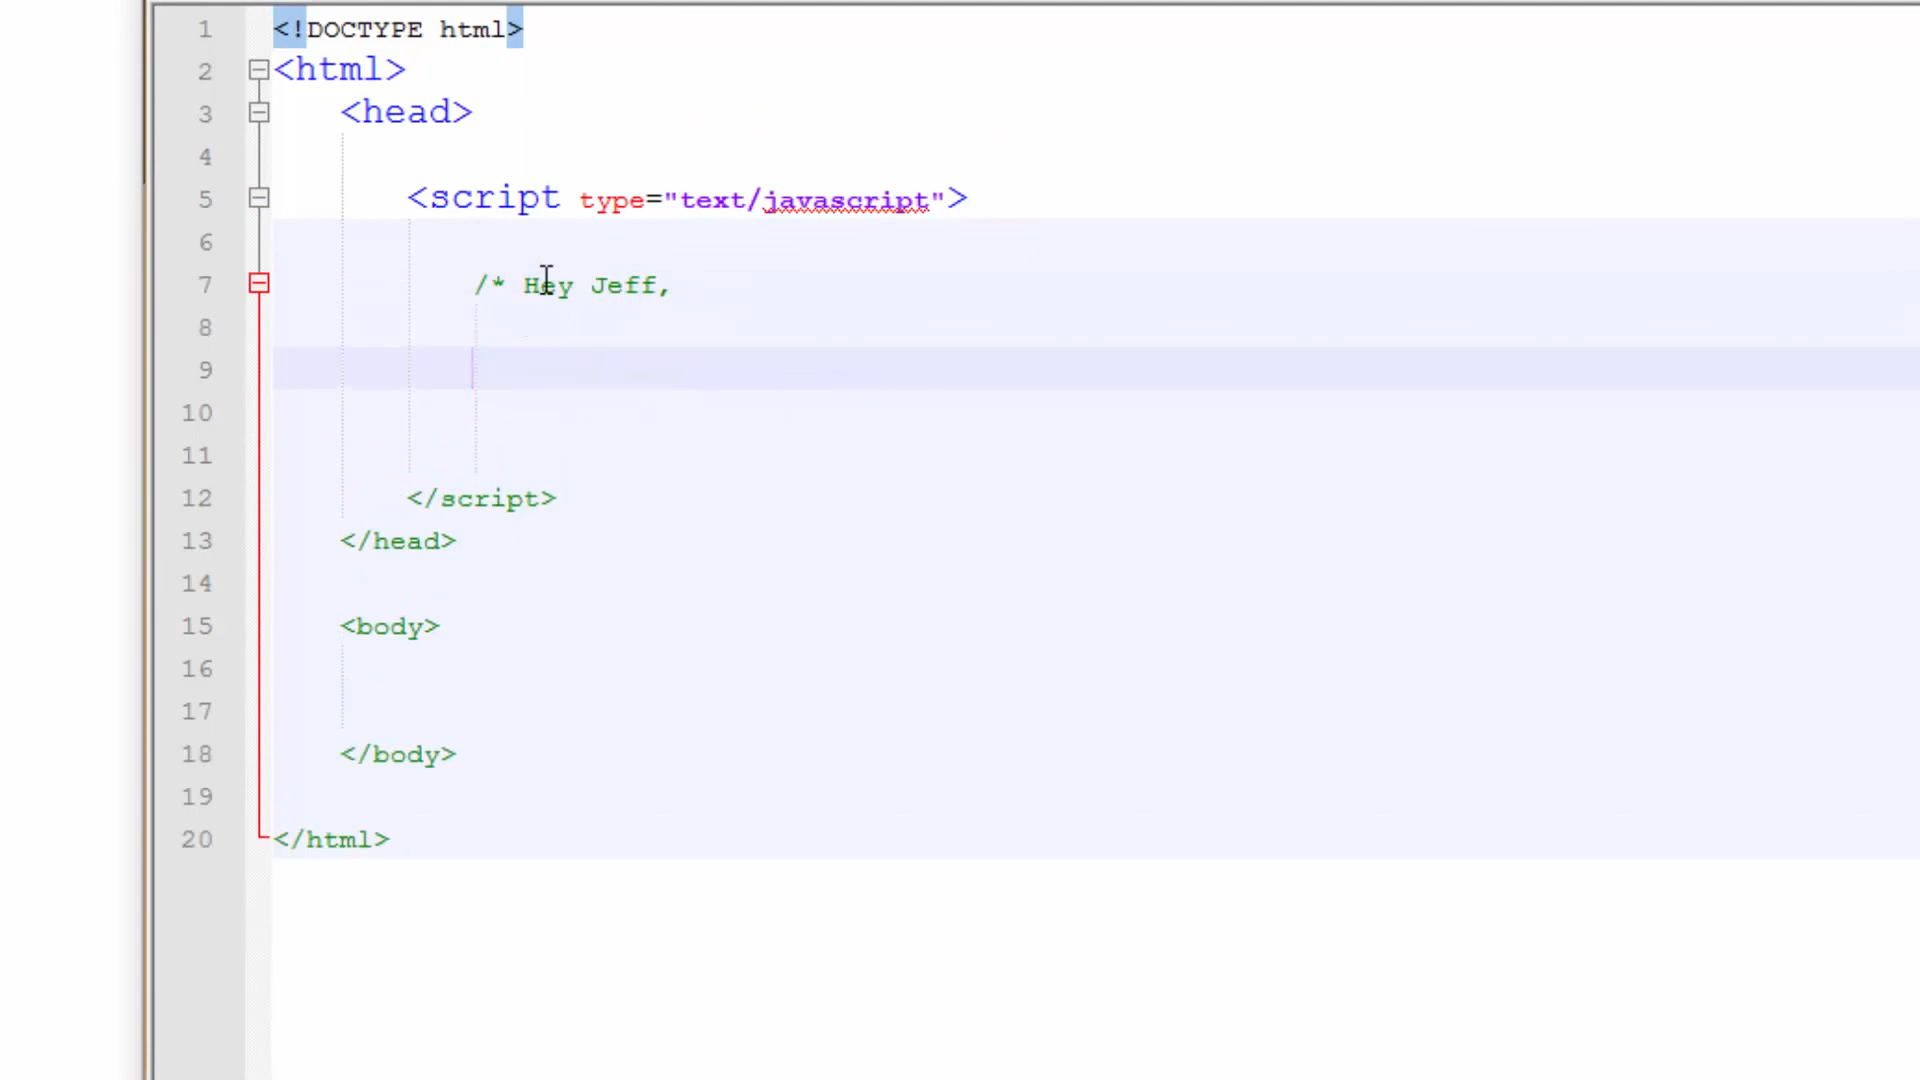 1 <!DOCTYPE html>
2 <html>
3 <head>
4
5 <script type="text/javascript">
6
7 /* Hey Jeff,
8
9
10
11
12 </script>
13 </head>
14
15 <body>
16
17
18 </body>
19
20 </html>